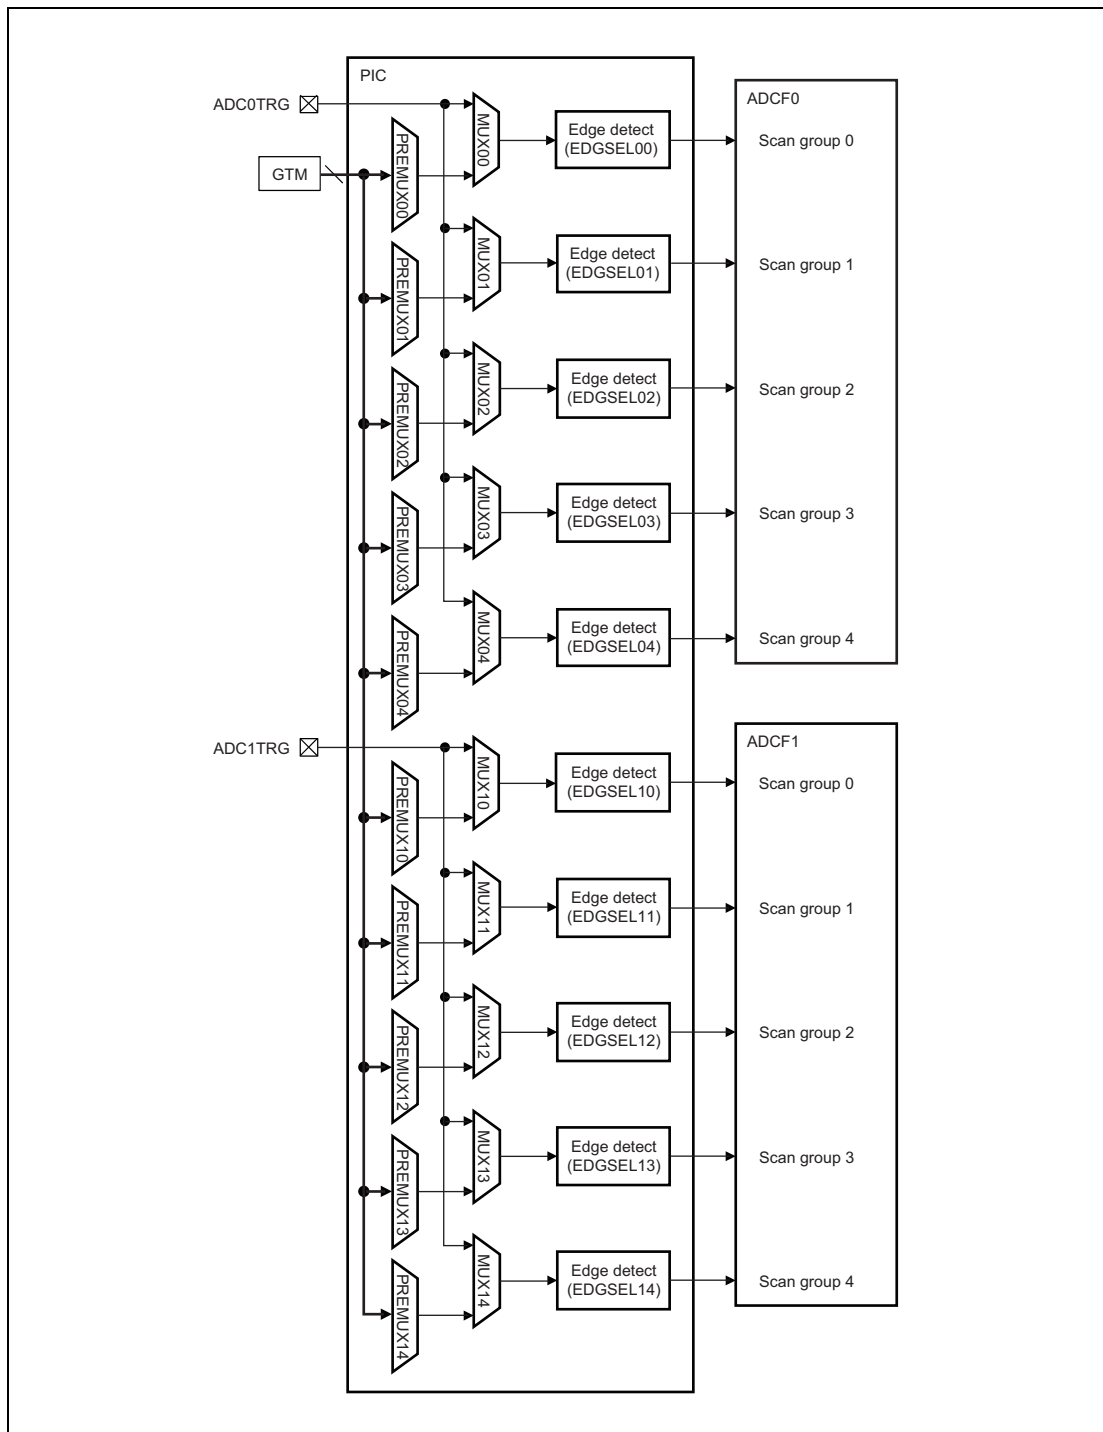 PIC
ADC0TRG
GTM
PREMUX00
MUX00
Edge detect
(EDGSEL00)
ADCF0
Scan group 0
PREMUX01
MUX01
Edge detect
(EDGSEL01)
Scan group 1
PREMUX02
MUX02
Edge detect
(EDGSEL02)
Scan group 2
PREMUX03
MUX03
Edge detect
(EDGSEL03)
Scan group 3
PREMUX04
MUX04
Edge detect
(EDGSEL04)
Scan group 4
ADC1TRG
PREMUX10
MUX10
Edge detect
(EDGSEL10)
ADCF1
Scan group 0
PREMUX11
MUX11
Edge detect
(EDGSEL11)
Scan group 1
PREMUX12
MUX12
Edge detect
(EDGSEL12)
Scan group 2
PREMUX13
MUX13
Edge detect
(EDGSEL13)
Scan group 3
PREMUX14
MUX14
Edge detect
(EDGSEL14)
Scan group 4